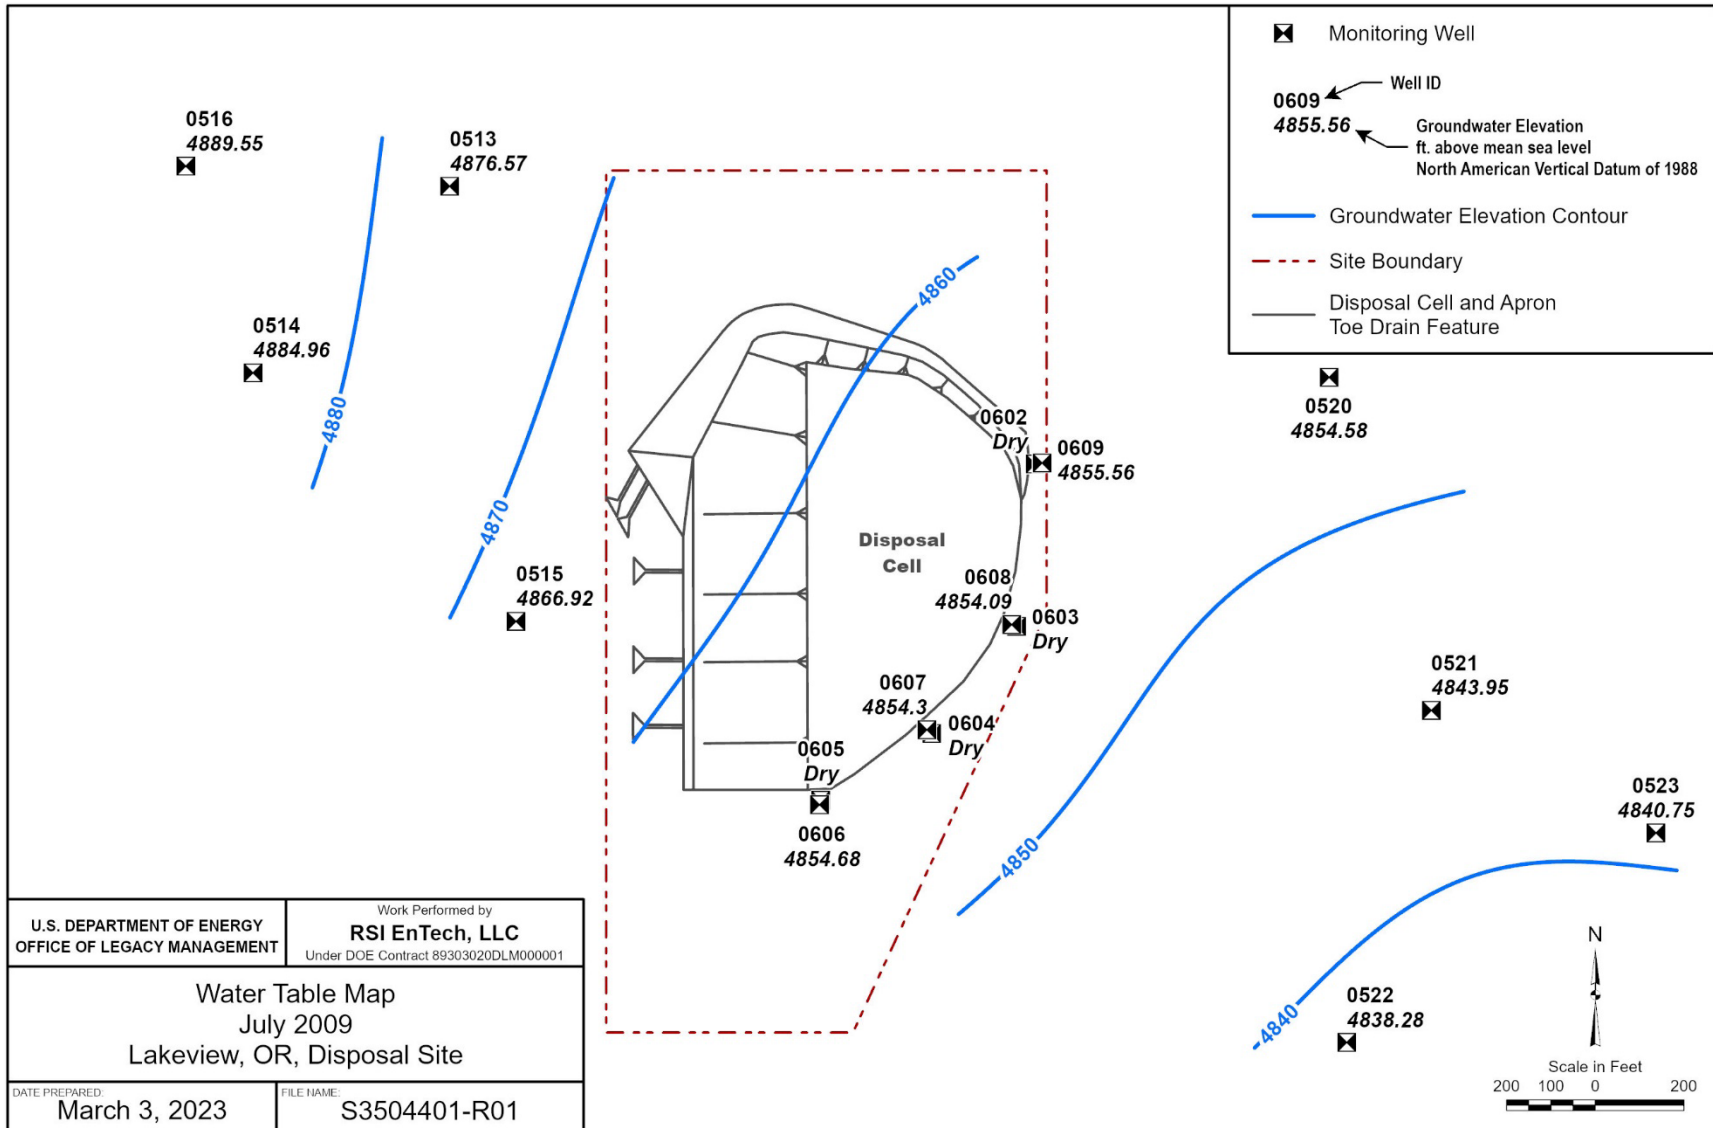 Monitoring Well
Well ID
0609
4855.56
Groundwater Elevation
ft. above mean sea level
North American Vertical Datum of 1988
Groundwater Elevation Contour
Site Boundary
Disposal Cell and Apron
Toe Drain Feature
0516
4889.55
0513
4876.57
0514
4884.96
4880
4870
4860
0515
4866.92
0602
Dry
0609
4855.56
0520
4854.58
Disposal
Cell
0608
4854.09
0603
Dry
0607
4854.3
0604
Dry
0605
Dry
0606
4854.68
0521
4843.95
0523
4840.75
4850
4840
0522
4838.28
N
Scale in Feet
200 100 0 200
U.S. DEPARTMENT OF ENERGY
OFFICE OF LEGACY MANAGEMENT
Work Performed by
RSI EnTech, LLC
Under DOE Contract 89303020DLM000001
Water Table Map
July 2009
Lakeview, OR, Disposal Site
DATE PREPARED:
March 3, 2023
FILE NAME:
S3504401-R01